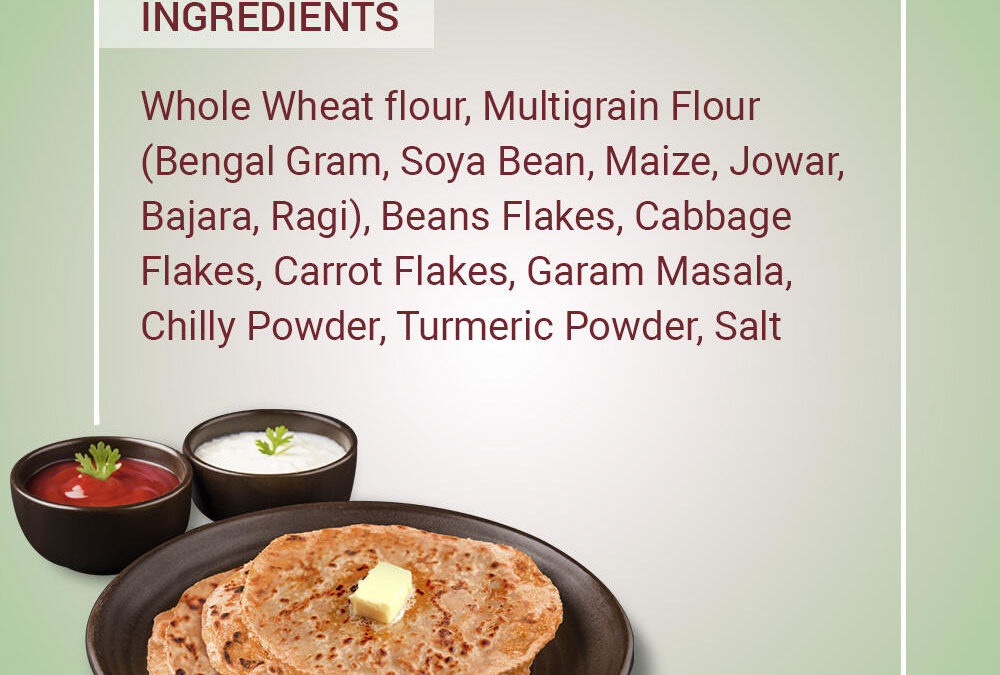 INGREDIENTS
Whole Wheat flour, Multigrain Flour
(Bengal Gram, Soya Bean, Maize, Jowar,
Bajara, Ragi), Beans Flakes, Cabbage
Flakes, Carrot Flakes, Garam Masala,
Chilly Powder, Turmeric Powder, Salt